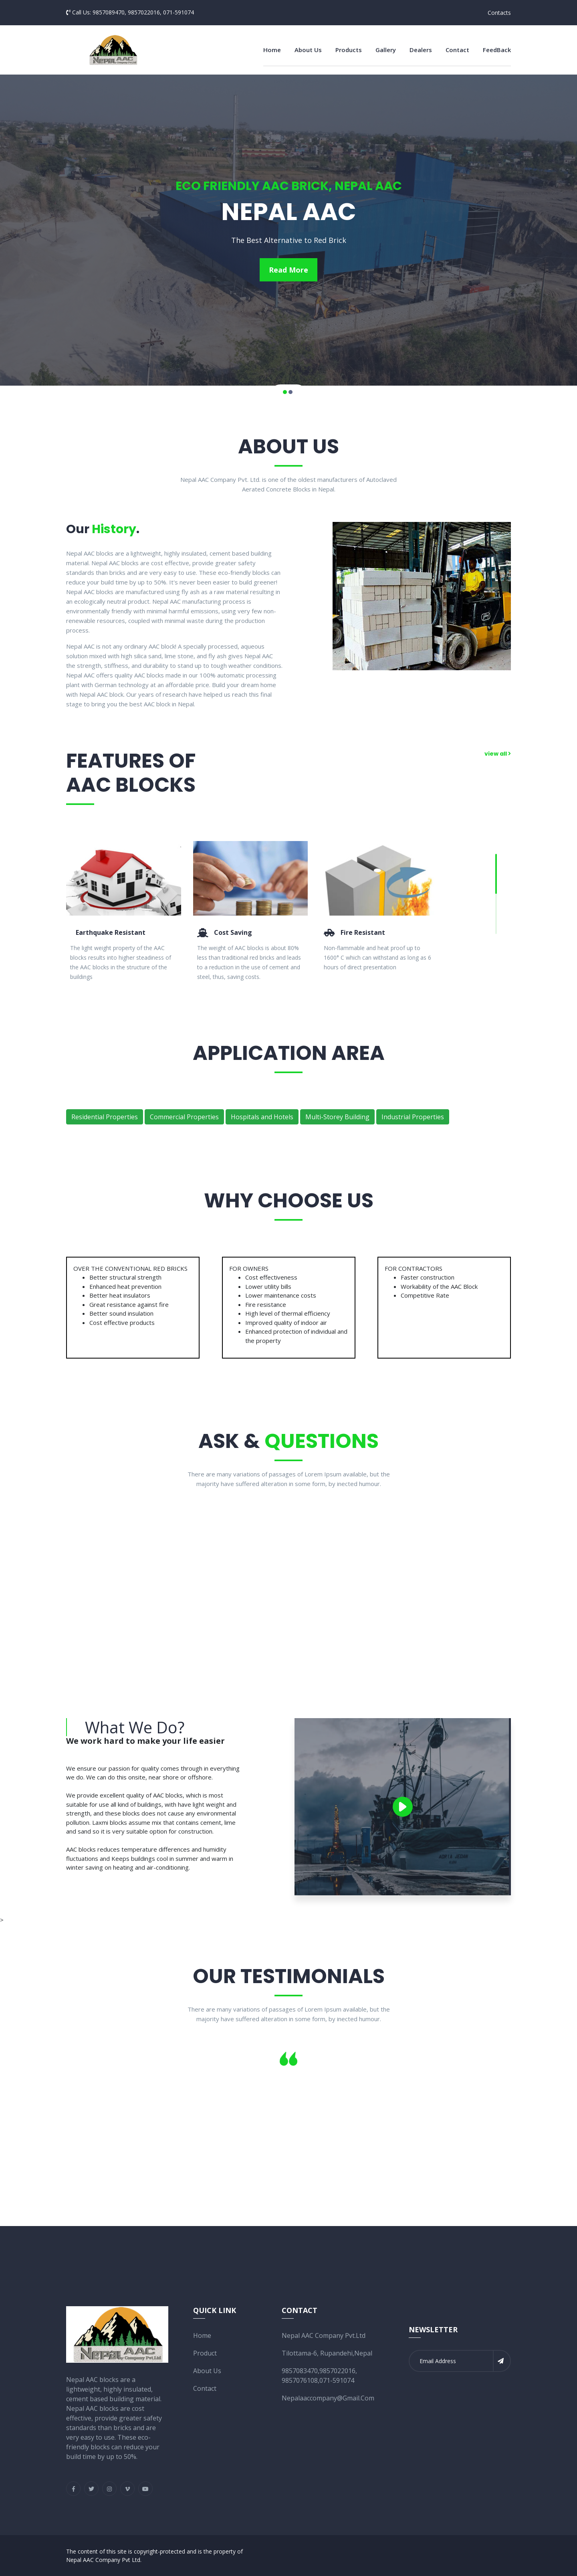 Call Us: 9857089470, 9857022016, 071-591074
Contacts
NEPAL AAC
Home
About Us
Products
Gallery
Dealers
Contact
FeedBack
ECO FRIENDLY AAC BRICK, NEPAL AAC
NEPAL AAC
The Best Alternative to Red Brick
Read More
ABOUT US
Nepal AAC Company Pvt. Ltd. is one of the oldest manufacturers of Autoclaved
Aerated Concrete Blocks in Nepal.
Our History.
Nepal AAC blocks are a lightweight, highly insulated, cement based building
material. Nepal AAC blocks are cost effective, provide greater safety
standards than bricks and are very easy to use. These eco-friendly blocks can
reduce your build time by up to 50%. It's never been easier to build greener!
Nepal AAC blocks are manufactured using fly ash as a raw material resulting in
an ecologically neutral product. Nepal AAC manufacturing process is
environmentally friendly with minimal harmful emissions, using very few non-
renewable resources, coupled with minimal waste during the production
process.
Nepal AAC is not any ordinary AAC block! A specially processed, aqueous
solution mixed with high silica sand, lime stone, and fly ash gives Nepal AAC
the strength, stiffness, and durability to stand up to tough weather conditions.
Nepal AAC offers quality AAC blocks made in our 100% automatic processing
plant with German technology at an affordable price. Build your dream home
with Nepal AAC block. Our years of research have helped us reach this final
stage to bring you the best AAC block in Nepal.
FEATURES OF
AAC BLOCKS
view all>
Earthquake Resistant
The light weight property of the AAC
blocks results into higher steadiness of
the AAC blocks in the structure of the
buildings
Cost Saving
The weight of AAC blocks is about 80%
less than traditional red bricks and leads
to a reduction in the use of cement and
steel, thus, saving costs.
Fire Resistant
Non-flammable and heat proof up to
1600° C which can withstand as long as 6
hours of direct presentation
APPLICATION AREA
Residential Properties
Commercial Properties
Hospitals and Hotels
Multi-Storey Building
Industrial Properties
WHY CHOOSE US
OVER THE CONVENTIONAL RED BRICKS
Better structural strength
Enhanced heat prevention
Better heat insulators
Great resistance against fire
Better sound insulation
Cost effective products
FOR OWNERS
Cost effectiveness
Lower utility bills
Lower maintenance costs
Fire resistance
High level of thermal efficiency
Improved quality of indoor air
Enhanced protection of individual and
the property
FOR CONTRACTORS
Faster construction
Workability of the AAC Block
Competitive Rate
ASK & QUESTIONS
There are many variations of passages of Lorem Ipsum available, but the
majority have suffered alteration in some form, by inected humour.
What We Do?
We work hard to make your life easier
We ensure our passion for quality comes through in everything
we do. We can do this onsite, near shore or offshore.
We provide excellent quality of AAC blocks, which is most
suitable for use all kind of buildings, with have light weight and
strength, and these blocks does not cause any environmental
pollution. Laxmi blocks assume mix that contains cement, lime
and sand so it is very suitable option for construction.
AAC blocks reduces temperature differences and humidity
fluctuations and Keeps buildings cool in summer and warm in
winter saving on heating and air-conditioning.
>
OUR TESTIMONIALS
There are many variations of passages of Lorem Ipsum available, but the
majority have suffered alteration in some form, by inected humour.
NEPAL AAC
Company Pvt.Ltd
Nepal AAC blocks are a
lightweight, highly insulated,
cement based building material.
Nepal AAC blocks are cost
effective, provide greater safety
standards than bricks and are
very easy to use. These eco-
friendly blocks can reduce your
build time by up to 50%.
QUICK LINK
Home
Product
About Us
Contact
CONTACT
Nepal AAC Company Pvt.Ltd
Tilottama-6, Rupandehi,Nepal
9857083470,9857022016,
9857076108,071-591074
Nepalaaccompany@Gmail.Com
NEWSLETTER
Email Address
The content of this site is copyright-protected and is the property of
Nepal AAC Company Pvt Ltd.